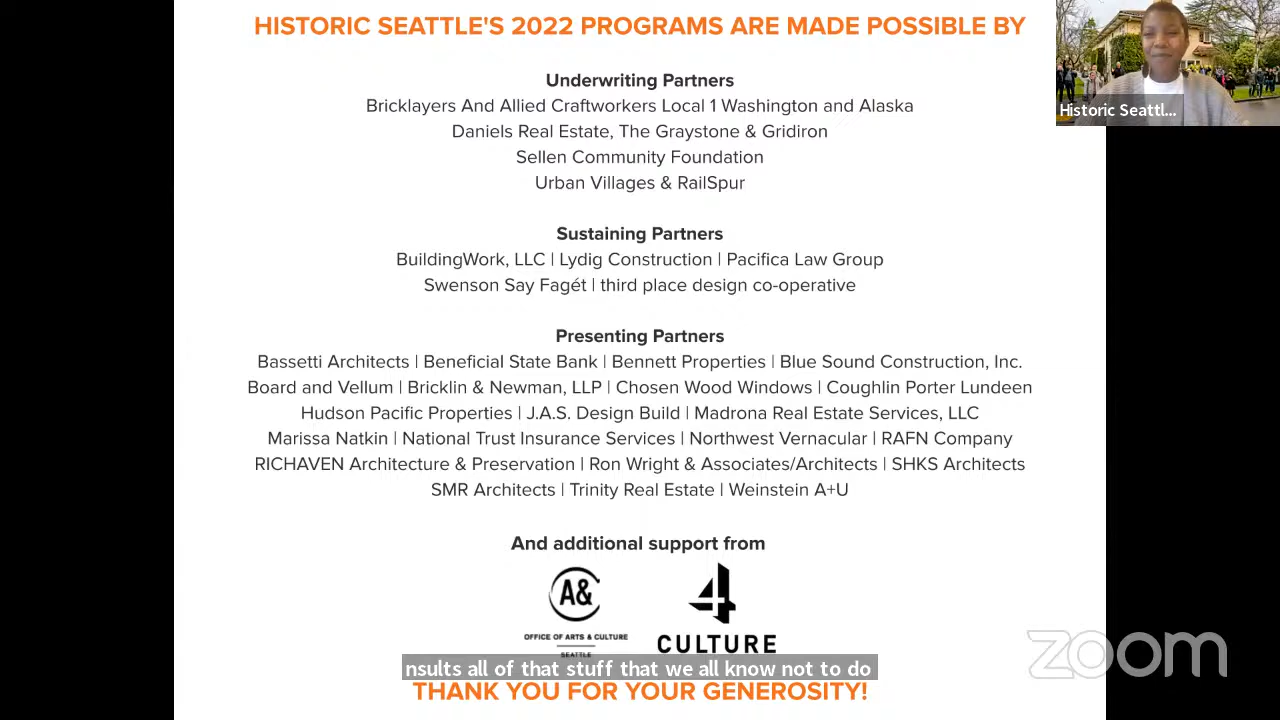 HISTORIC SEATTLE'S 2022 PROGRAMS ARE MADE POSSIBLE BY
Historic Seattl...
Underwriting Partners
Bricklayers And Allied Craftworkers Local 1 Washington and Alaska
Daniels Real Estate, The Graystone & Gridiron
Sellen Community Foundation
Urban Villages & RailSpur
Sustaining Partners
BuildingWork, LLC | Lydig Construction | Pacifica Law Group
Swenson Say Fagét | third place design co-operative
Presenting Partners
Bassetti Architects | Beneficial State Bank | Bennett Properties | Blue Sound Construction, Inc.
Board and Vellum | Bricklin & Newman, LLP | Chosen Wood Windows | Coughlin Porter Lundeen
Hudson Pacific Properties | J.A.S. Design Build | Madrona Real Estate Services, LLC
Marissa Natkin | National Trust Insurance Services | Northwest Vernacular | RAFN Company
RICHAVEN Architecture & Preservation | Ron Wright & Associates/Architects | SHKS Architects
SMR Architects | Trinity Real Estate | Weinstein A+U
And additional support from
A&
OFFICE OF ARTS & CULTURE
SEATTLE
4
CULTURE
zoom
nsults all of that stuff that we all know not to do
THANK YOU FOR YOUR GENEROSITY!